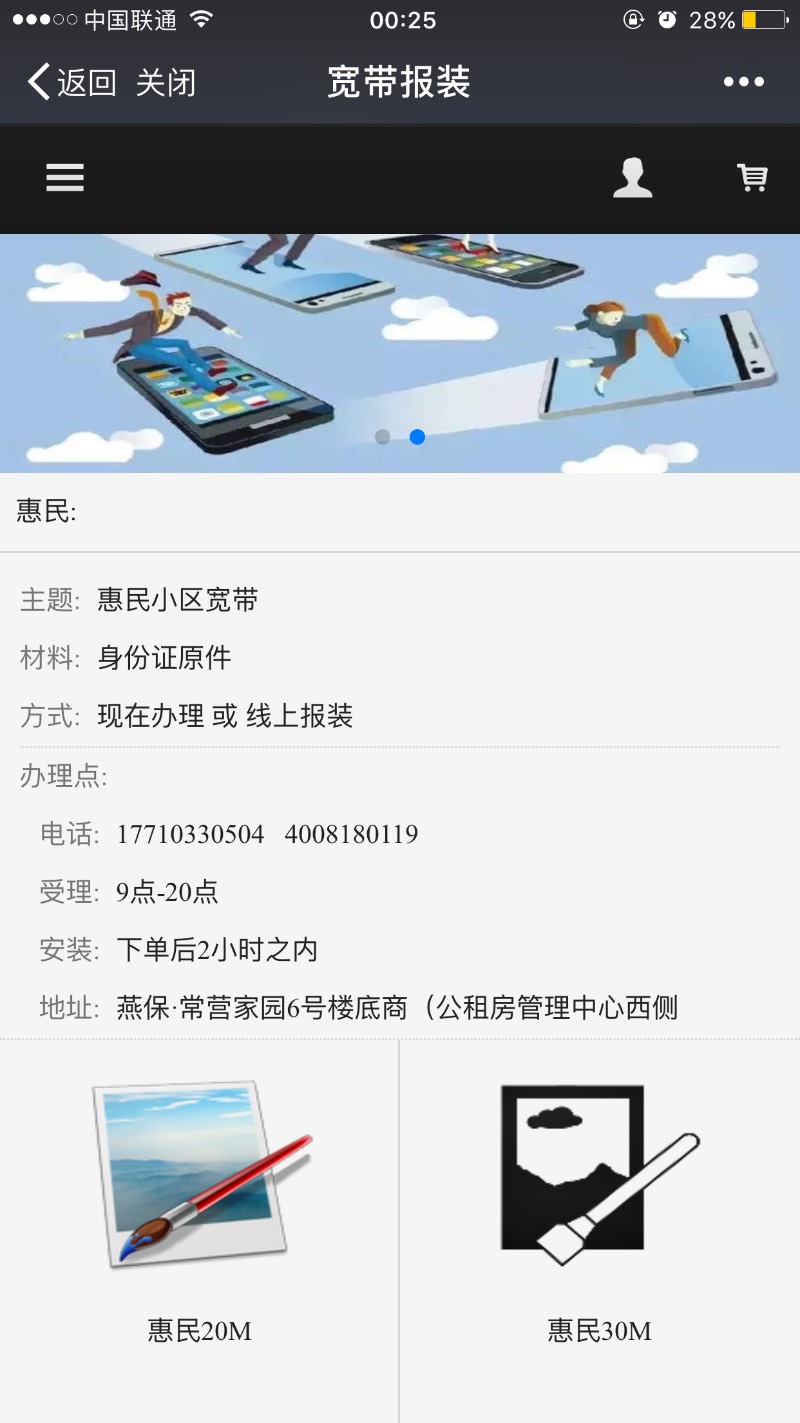 中国联通 00:25 28%
返回 关闭 宽带报装
惠民:
主题: 惠民小区宽带
材料: 身份证原件
方式: 现在办理 或 线上报装
办理点:
电话: 17710330504 4008180119
受理: 9点-20点
安装: 下单后2小时之内
地址: 燕保·常营家园6号楼底商（公租房管理中心西侧
惠民20M 惠民30M